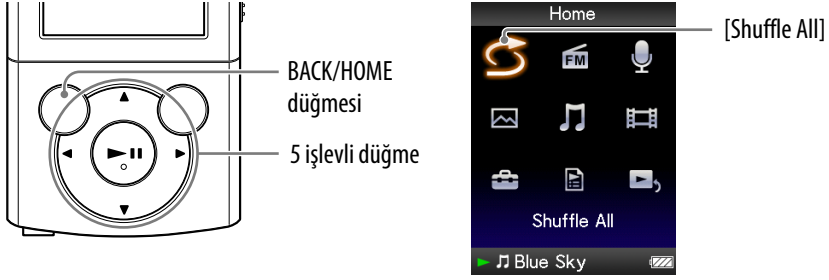 BACK/HOME
düğmesi
5 işlevli düğme
Home
[Shuffle All]
FM
Shuffle All
Blue Sky